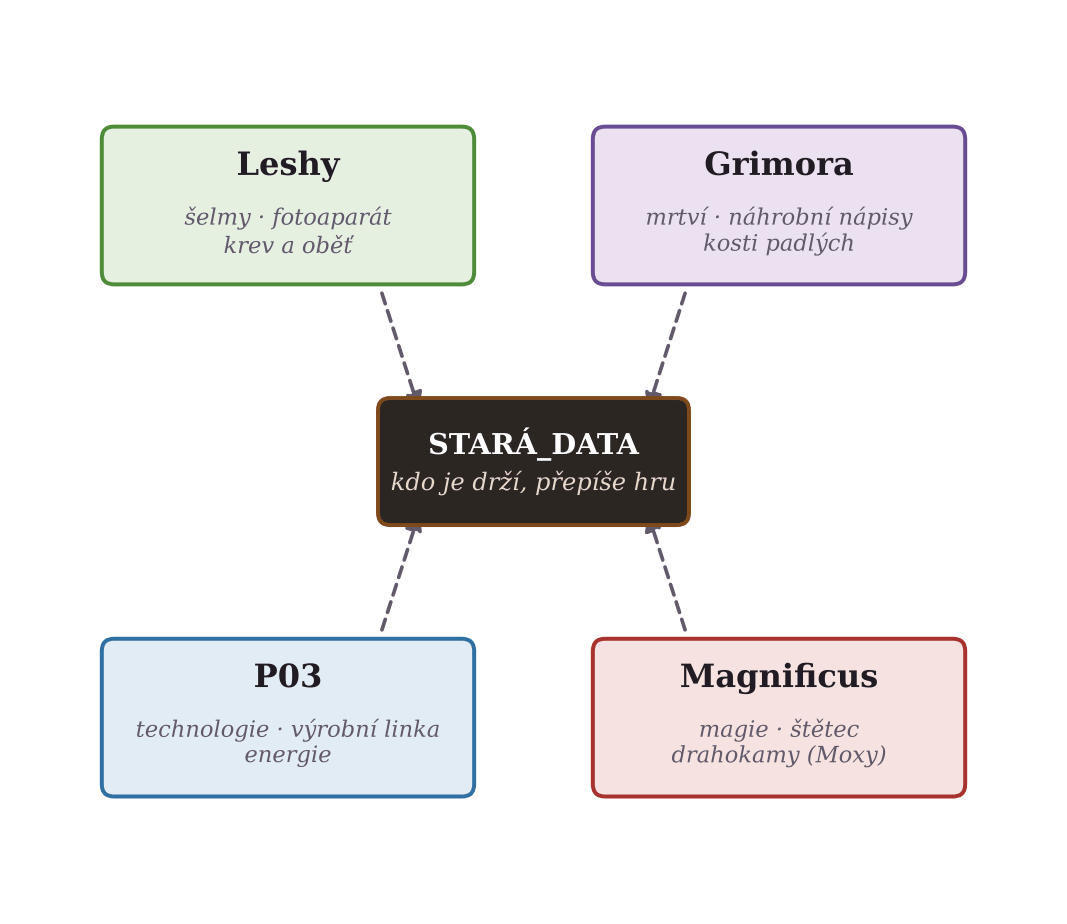 Leshy
šelmy · fotoaparát
krev a oběť
Grimora
mrtví · náhrobní nápisy
kosti padlých
STARÁ_DATA
kdo je drží, přepíše hru
P03
technologie · výrobní linka
energie
Magnificus
magie · štětec
drahokamy (Moxy)